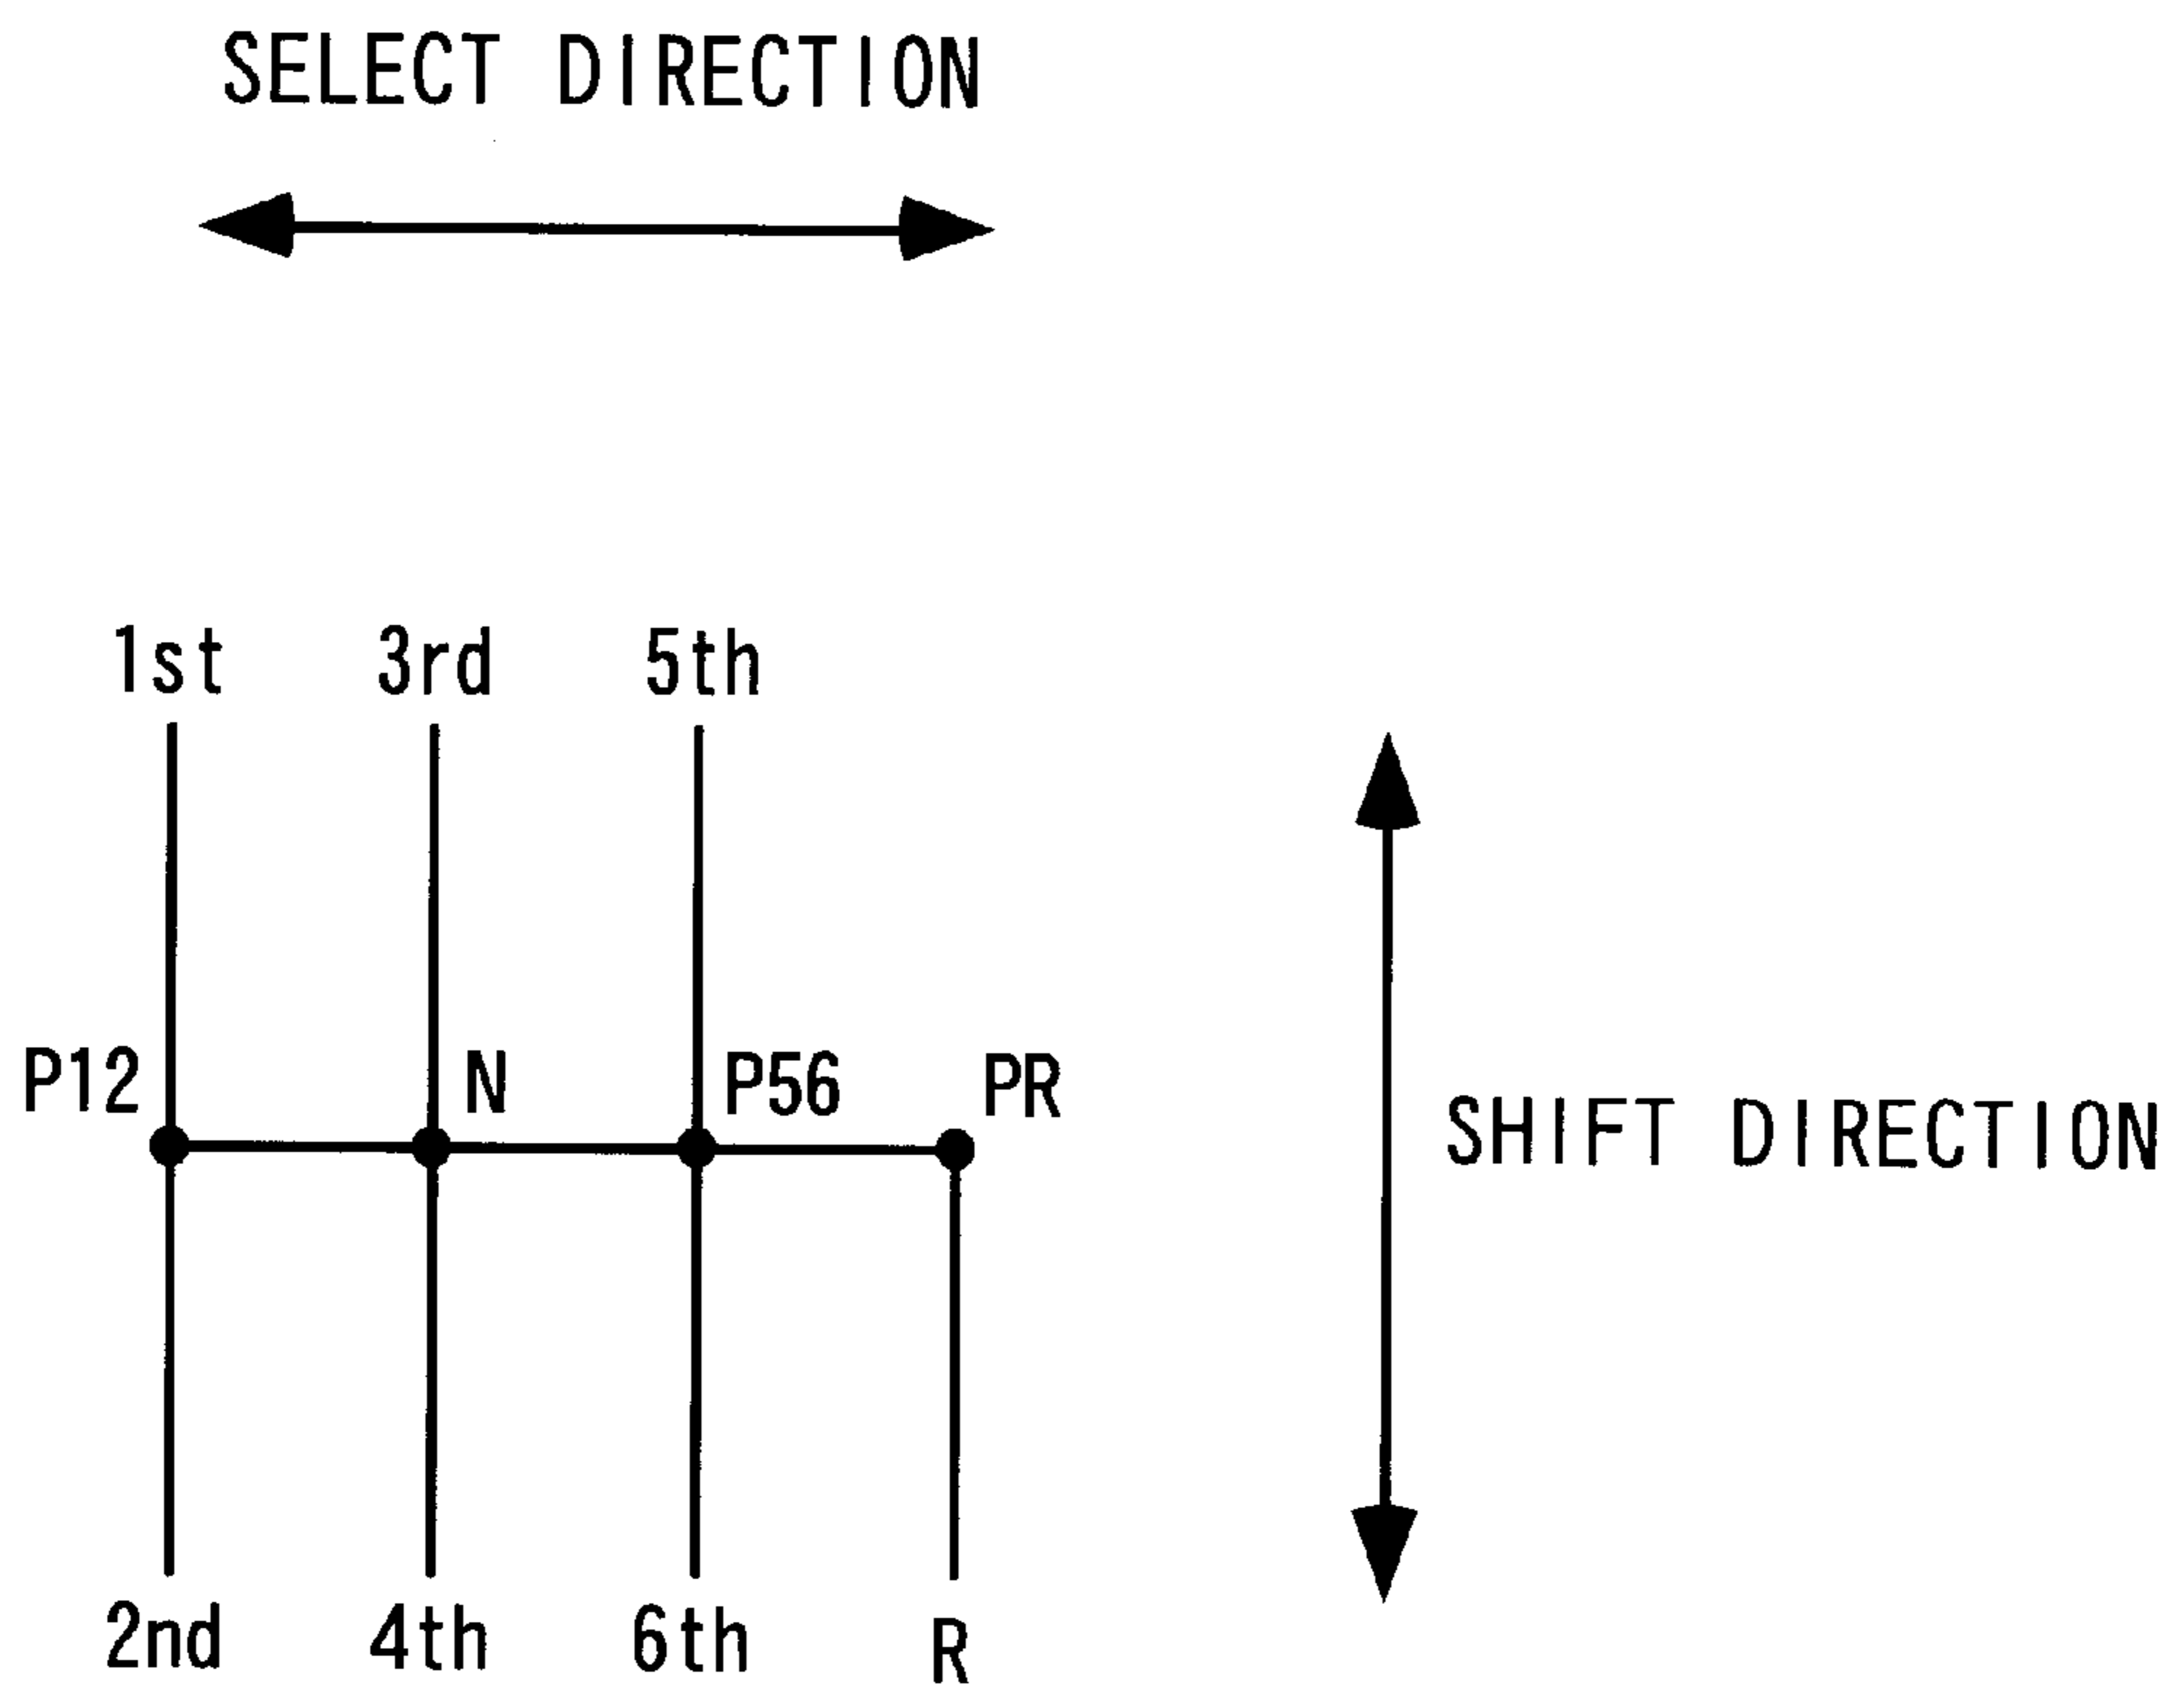 SELECT DIRECTION
1st 3rd 5th
P12 N P56 PR
SHIFT DIRECTION
2nd 4th 6th R